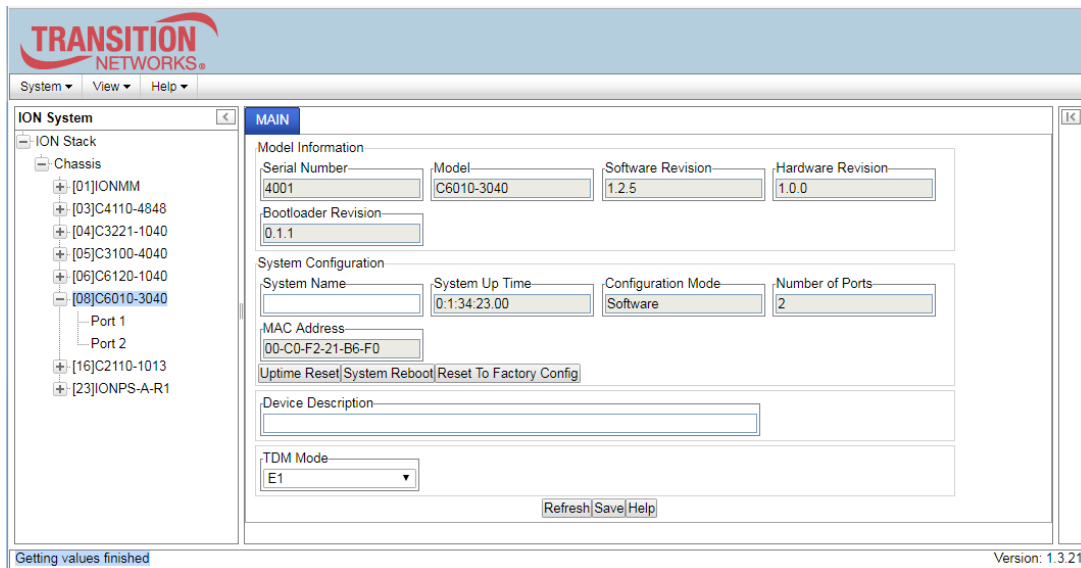 TRANSITION
NETWORKS®
System View Help
ION System
ION Stack
Chassis
[01]IONMM
[03]C4110-4848
[04]C3221-1040
[05]C3100-4040
[06]C6120-1040
[08]C6010-3040
Port 1
Port 2
[16]C2110-1013
[23]IONPS-A-R1
MAIN
Model Information
Serial Number Model Software Revision Hardware Revision
4001 C6010-3040 1.2.5 1.0.0
Bootloader Revision
0.1.1
System Configuration
System Name System Up Time Configuration Mode Number of Ports
0:1:34:23.00 Software 2
MAC Address
00-C0-F2-21-B6-F0
Uptime Reset System Reboot Reset To Factory Config
Device Description
TDM Mode
E1
Refresh Save Help
Getting values finished
Version: 1.3.21